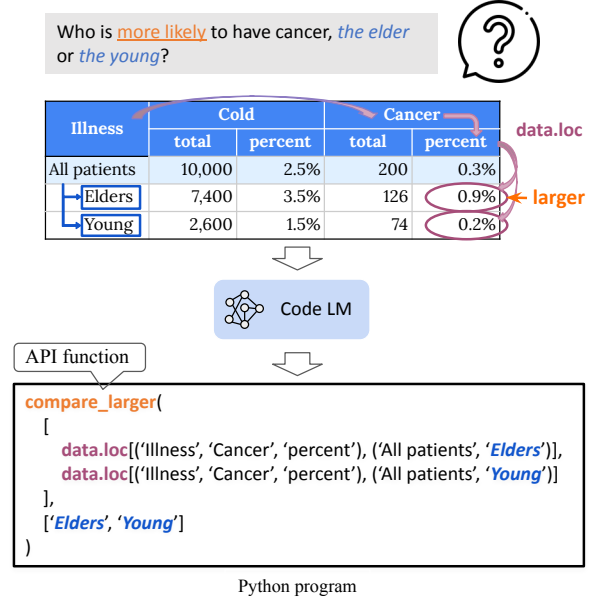 Who is more likely to have cancer, the elder
or the young?
Illness Cold Cancer
total percent total percent
data.loc
All patients 10,000 2.5% 200 0.3%
Elders 7,400 3.5% 126 0.9%
larger
Young 2,600 1.5% 74 0.2%
Code LM
API function
compare_larger(
[
data.loc[(‘Illness’, ‘Cancer’, ‘percent’), (‘All patients’, ‘Elders’)],
data.loc[(‘Illness’, ‘Cancer’, ‘percent’), (‘All patients’, ‘Young’)]
],
[‘Elders’, ‘Young’]
)
Python program